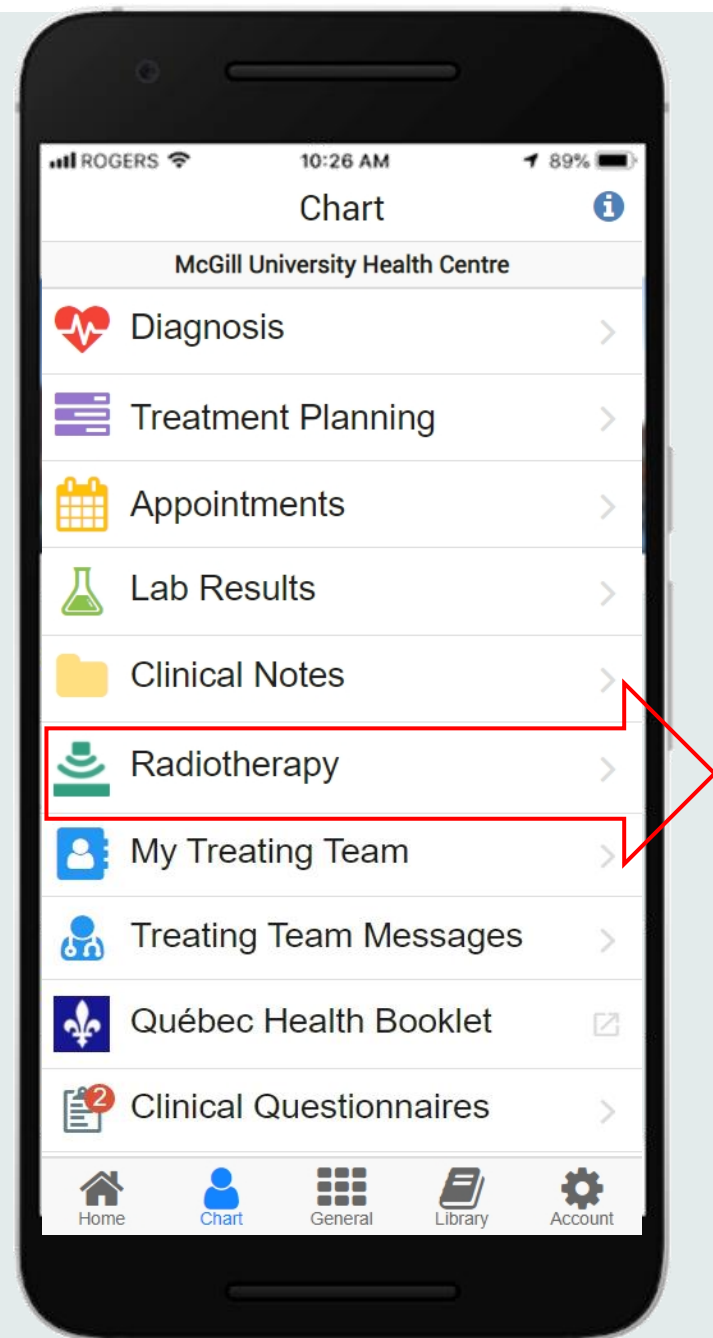 ROGERS 10:26 AM 89%
Chart
McGill University Health Centre
Diagnosis
Treatment Planning
Appointments
Lab Results
Clinical Notes
Radiotherapy
My Treating Team
Treating Team Messages
Québec Health Booklet
2 Clinical Questionnaires
Home Chart General Library Account